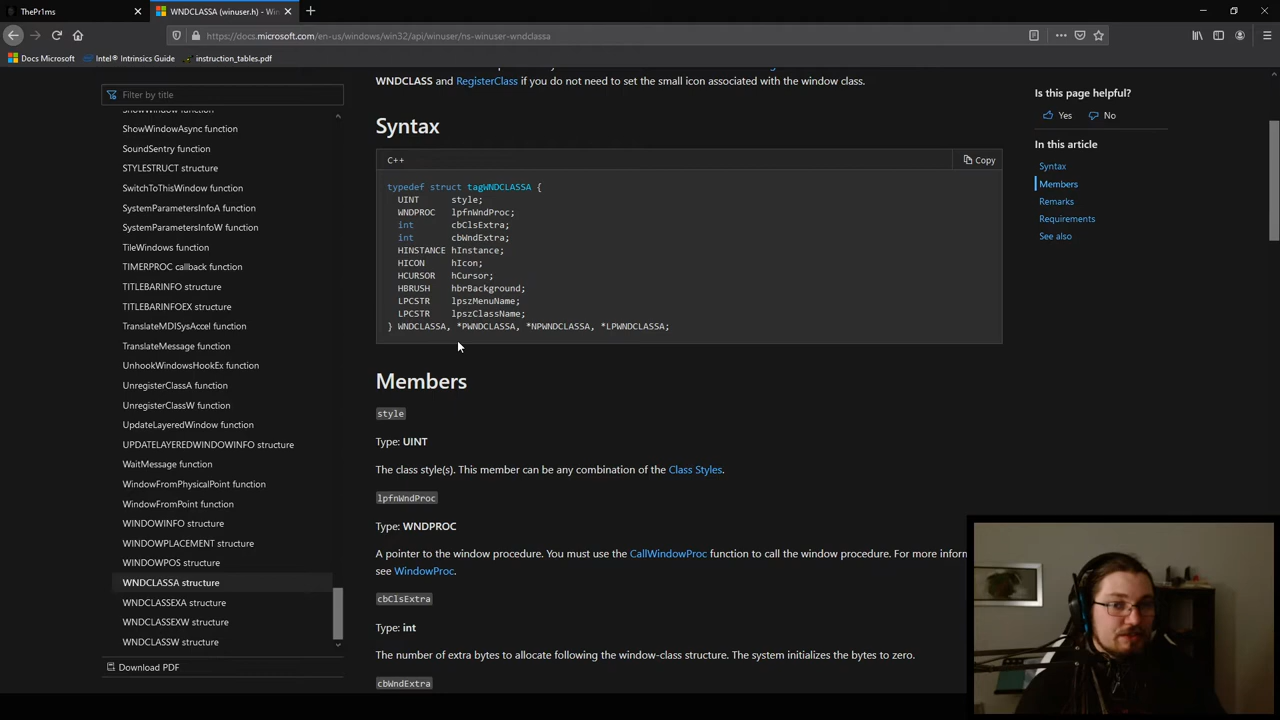 ThePr1ms
WNDCLASSA (winuser.h) - Win
https://docs.microsoft.com/en-us/windows/win32/api/winuser/ns-winuser-wndclassa
Docs Microsoft
Intel® Intrinsics Guide
instruction_tables.pdf
Filter by title
ShowWindow function
ShowWindowAsync function
SoundSentry function
STYLESTRUCT structure
SwitchToThisWindow function
SystemParametersInfoA function
SystemParametersInfoW function
TileWindows function
TIMERPROC callback function
TITLEBARINFO structure
TITLEBARINFOEX structure
TranslateMDISysAccel function
TranslateMessage function
UnhookWindowsHookEx function
UnregisterClassA function
UnregisterClassW function
UpdateLayeredWindow function
UPDATELAYEREDWINDOWINFO structure
WaitMessage function
WindowFromPhysicalPoint function
WindowFromPoint function
WINDOWINFO structure
WINDOWPLACEMENT structure
WINDOWPOS structure
WNDCLASSA structure
WNDCLASSEXA structure
WNDCLASSEXW structure
WNDCLASSW structure
Download PDF
WNDCLASS and RegisterClass if you do not need to set the small icon associated with the window class.
Syntax
C++
Copy
typedef struct tagWNDCLASSA {
UINT style;
WNDPROC lpfnWndProc;
int cbClsExtra;
int cbWndExtra;
HINSTANCE hInstance;
HICON hIcon;
HCURSOR hCursor;
HBRUSH hbrBackground;
LPCSTR lpszMenuName;
LPCSTR lpszClassName;
} WNDCLASSA, *PWNDCLASSA, *NPWNDCLASSA, *LPWNDCLASSA;
Members
style
Type: UINT
The class style(s). This member can be any combination of the Class Styles.
lpfnWndProc
Type: WNDPROC
A pointer to the window procedure. You must use the CallWindowProc function to call the window procedure. For more inform
see WindowProc.
cbClsExtra
Type: int
The number of extra bytes to allocate following the window-class structure. The system initializes the bytes to zero.
cbWndExtra
Is this page helpful?
Yes
No
In this article
Syntax
Members
Remarks
Requirements
See also